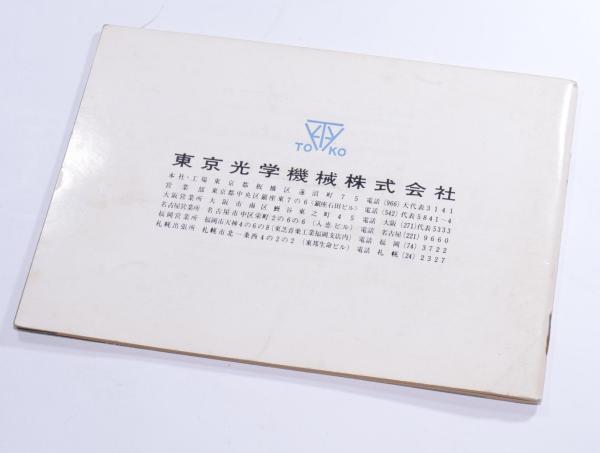 TOKO
東京光学機械株式会社
本社・工場 東京都板橋区蓮沼町75 電話(966)大代表3141
営業部 東京都中央区銀座東7の6(銀座石田ビル) 電話(542)代表5841~4
大阪営業所 大阪市南区鰻谷東之町45 電話 大阪(271)代表5333
名古屋営業所 名古屋市中区栄町2の6の6(入恵ビル) 電話 名古屋(221)9660
福岡営業所 福岡市天神4の6の8(東芝音楽工業福岡支店内) 電話 福岡(74)3722
札幌出張所 札幌市北一条西4の2の2(東邦生命ビル) 電話 札幌(24)2327